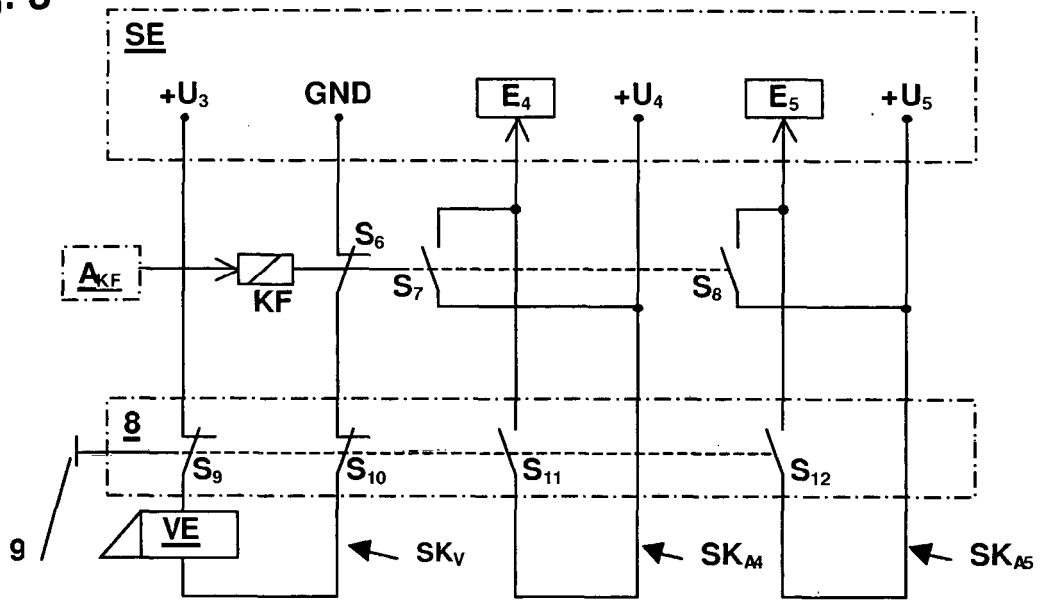 SE
+U₃ GND E₄ +U₄ E₅ +U₅
S₆
A_KF
KF
S₇ S₈
8
S₉ S₁₀ S₁₁ S₁₂
VE
9 SK_V SK_A4 SK_A5